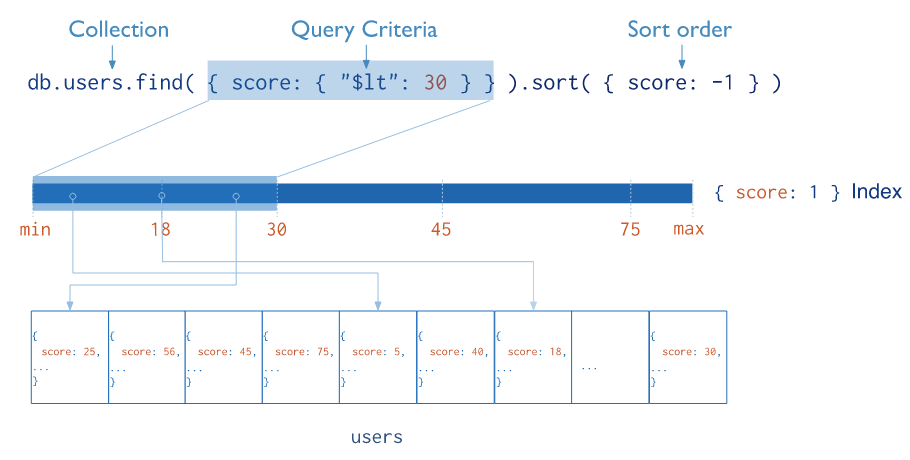 Collection Query Criteria Sort order
db.users.find( { score: { "$lt": 30 } } ).sort( { score: -1 } )
{ score: 1 } Index
min 18 30 45 75 max
{ { { { { { { {
score: 25, score: 56, score: 45, score: 75, score: 5, score: 40, score: 18, score: 30,
... ... ... ... ... ... ... ... ...
} } } } } } } }
users